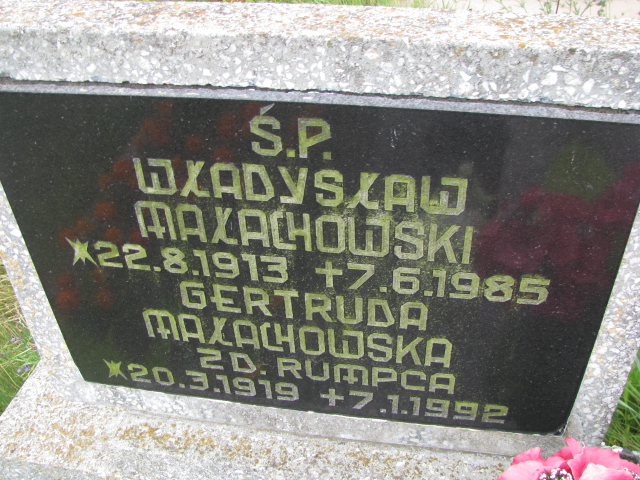 Ś.P.
WŁADYSŁAW
MAŁACHOWSKI
*22.8.1913 +7.6.1985
GERTRUDA
MAŁACHOWSKA
ZD. RUMPCA
*20.3.1919 +7.1.1992